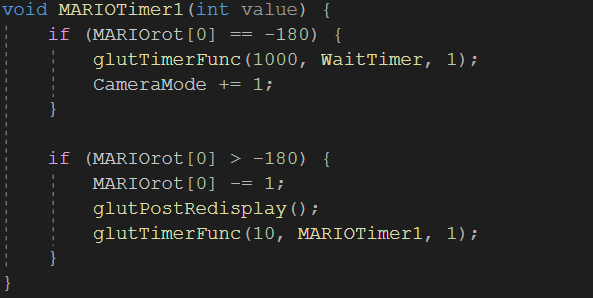 void MARIOTimer1(int value) {
    if (MARIOrot[0] == -180) {
        glutTimerFunc(1000, WaitTimer, 1);
        CameraMode += 1;
    }

    if (MARIOrot[0] > -180) {
        MARIOrot[0] -= 1;
        glutPostRedisplay();
        glutTimerFunc(10, MARIOTimer1, 1);
    }
}